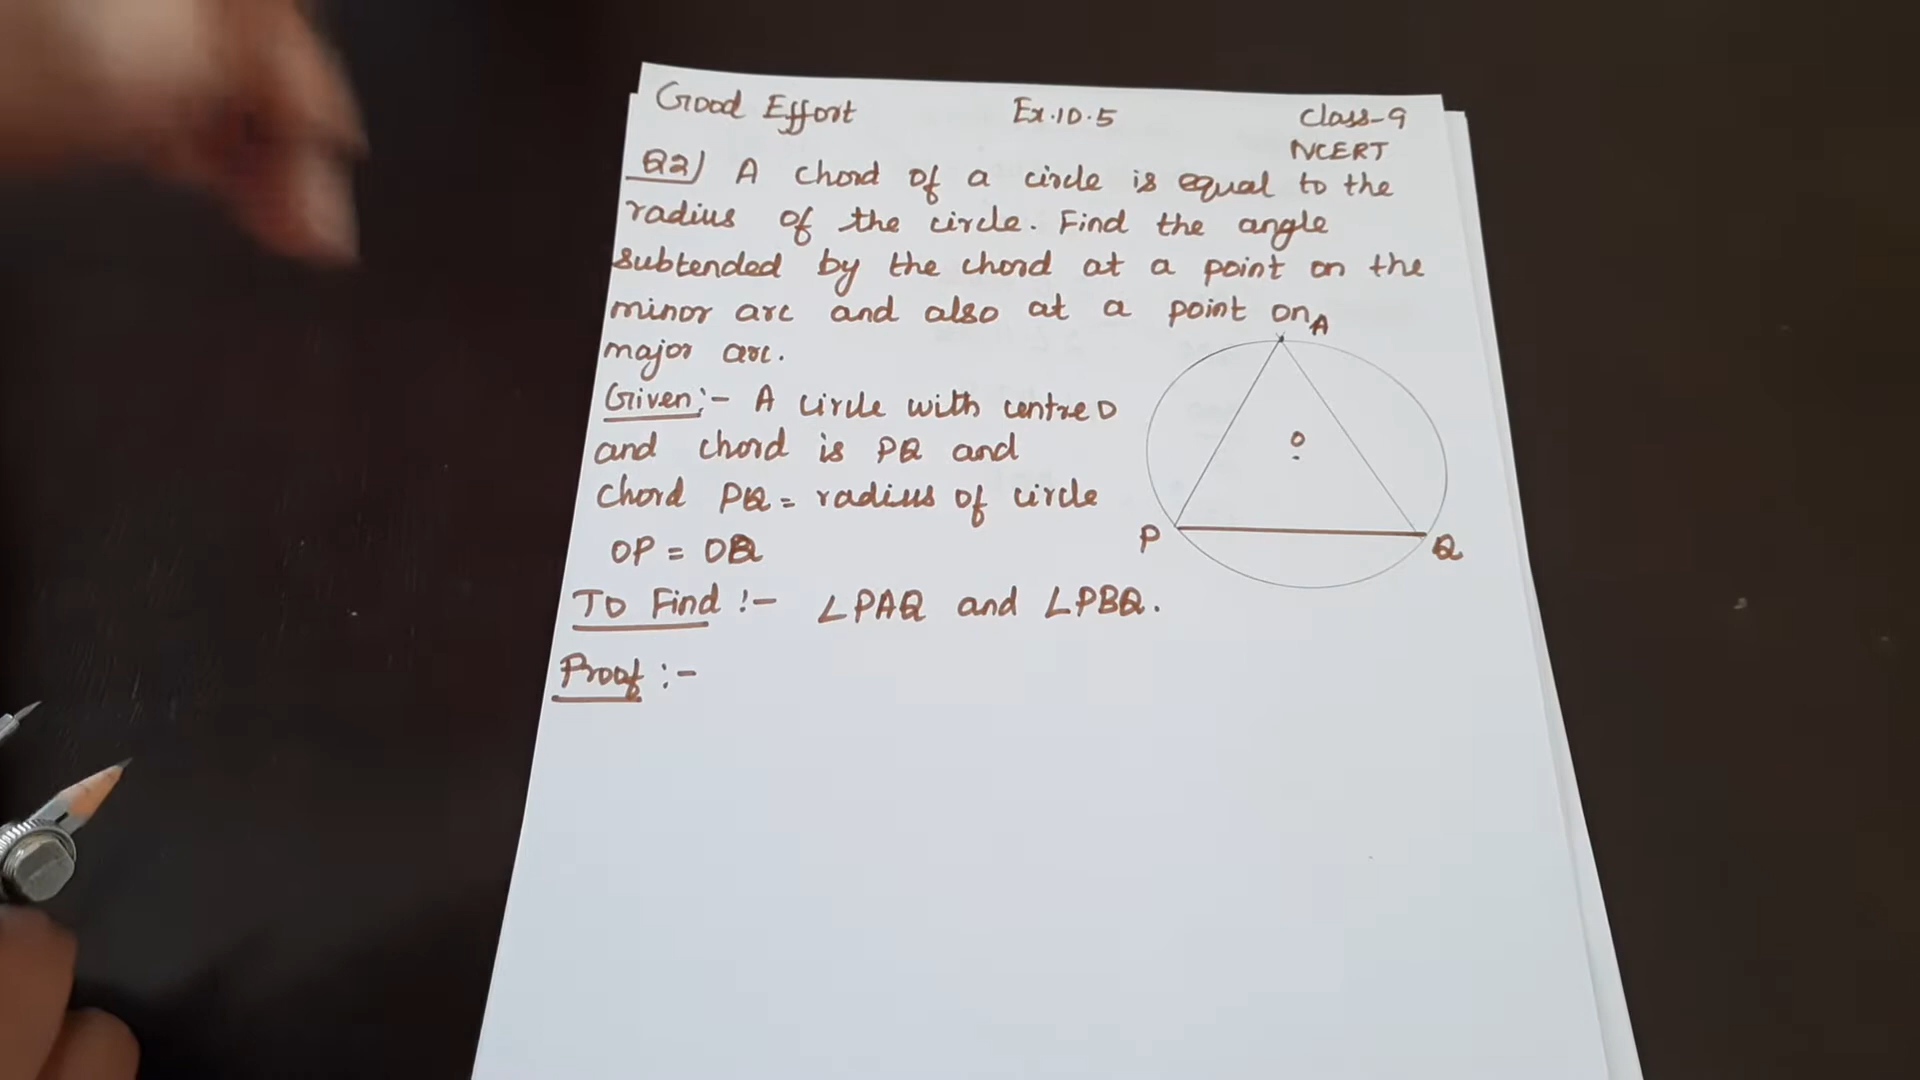 Good Effort Ex.10.5 Class-9
NCERT
Q2) A chord of a circle is equal to the
radius of the circle. Find the angle
subtended by the chord at a point on the
minor arc and also at a point on
major arc.
Given:- A circle with centre O
and chord is PQ and
chord PQ = radius of circle
OP = OQ
To Find :- ∠PAQ and ∠PBQ.
Proof :-
A
O
P
Q